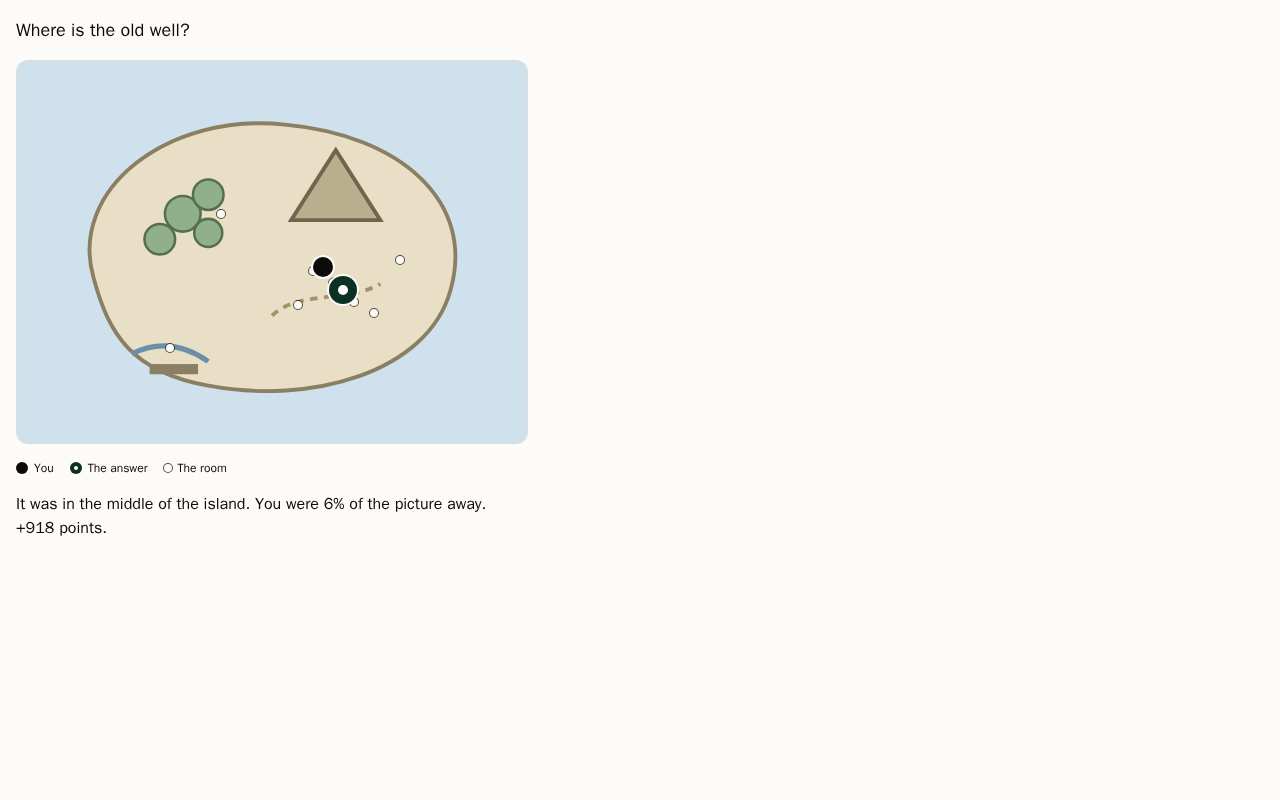 Where is the old well?
You
The answer
The room
It was in the middle of the island. You were 6% of the picture away.
+918 points.